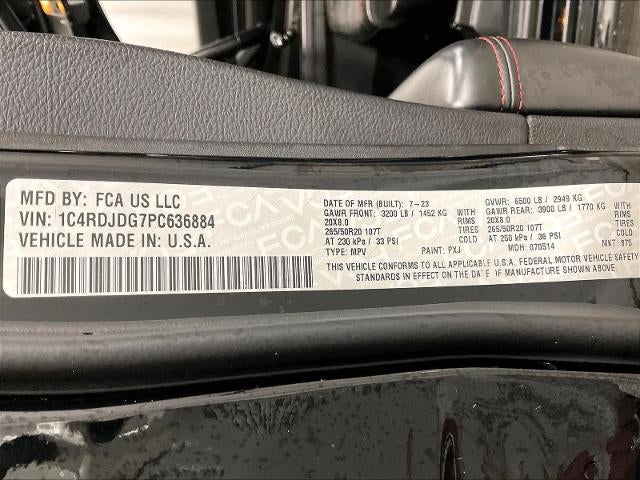 MFD BY: FCA US LLC
VIN: 1C4RDJDG7PC636884
VEHICLE MADE IN: U.S.A.
DATE OF MFR (BUILT): 7-23 GVWR: 6500 LB / 2949 KG
GAWR FRONT: 3200 LB / 1452 KG WITH GAWR REAR: 3900 LB / 1770 KG WITH
20X8.0 RIMS 20X8.0 RIMS
265/50R20 107T TIRES 265/50R20 107T TIRES
AT 230 kPa / 33 PSI COLD AT 250 kPa / 36 PSI COLD
TYPE: MPV PAINT: PXJ MDH: 070514 MNT: 875
THIS VEHICLE CONFORMS TO ALL APPLICABLE U.S.A. FEDERAL MOTOR VEHICLE SAFETY
STANDARDS IN EFFECT ON THE DATE OF MANUFACTURE SHOWN ABOVE.